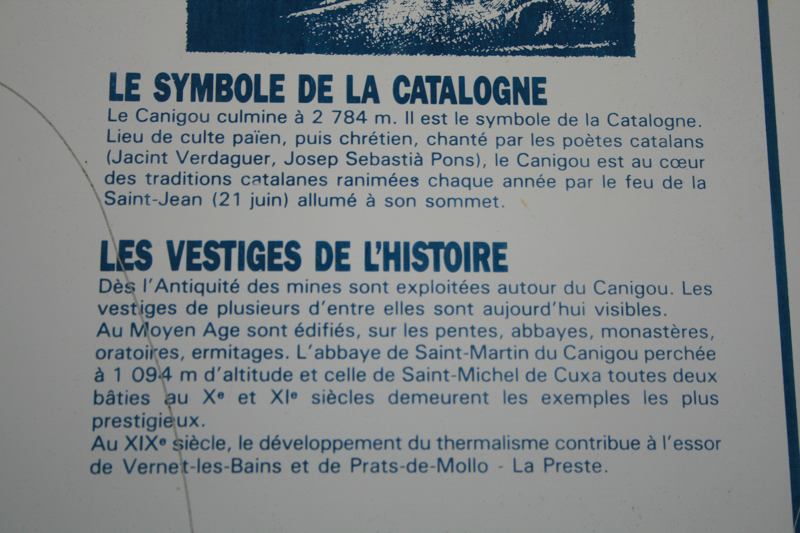 LE SYMBOLE DE LA CATALOGNE
Le Canigou culmine à 2 784 m. Il est le symbole de la Catalogne.
Lieu de culte païen, puis chrétien, chanté par les poètes catalans
(Jacint Verdaguer, Josep Sebastià Pons), le Canigou est au cœur
des traditions catalanes ranimées chaque année par le feu de la
Saint-Jean (21 juin) allumé à son sommet.
LES VESTIGES DE L'HISTOIRE
Dès l'Antiquité des mines sont exploitées autour du Canigou. Les
vestiges de plusieurs d'entre elles sont aujourd'hui visibles.
Au Moyen Age sont édifiés, sur les pentes, abbayes, monastères,
oratoires, ermitages. L'abbaye de Saint-Martin du Canigou perchée
à 1 094 m d'altitude et celle de Saint-Michel de Cuxa toutes deux
bâties au Xᵉ et XIᵉ siècles demeurent les exemples les plus
prestigieux.
Au XIXᵉ siècle, le développement du thermalisme contribue à l'essor
de Vernet-les-Bains et de Prats-de-Mollo - La Preste.